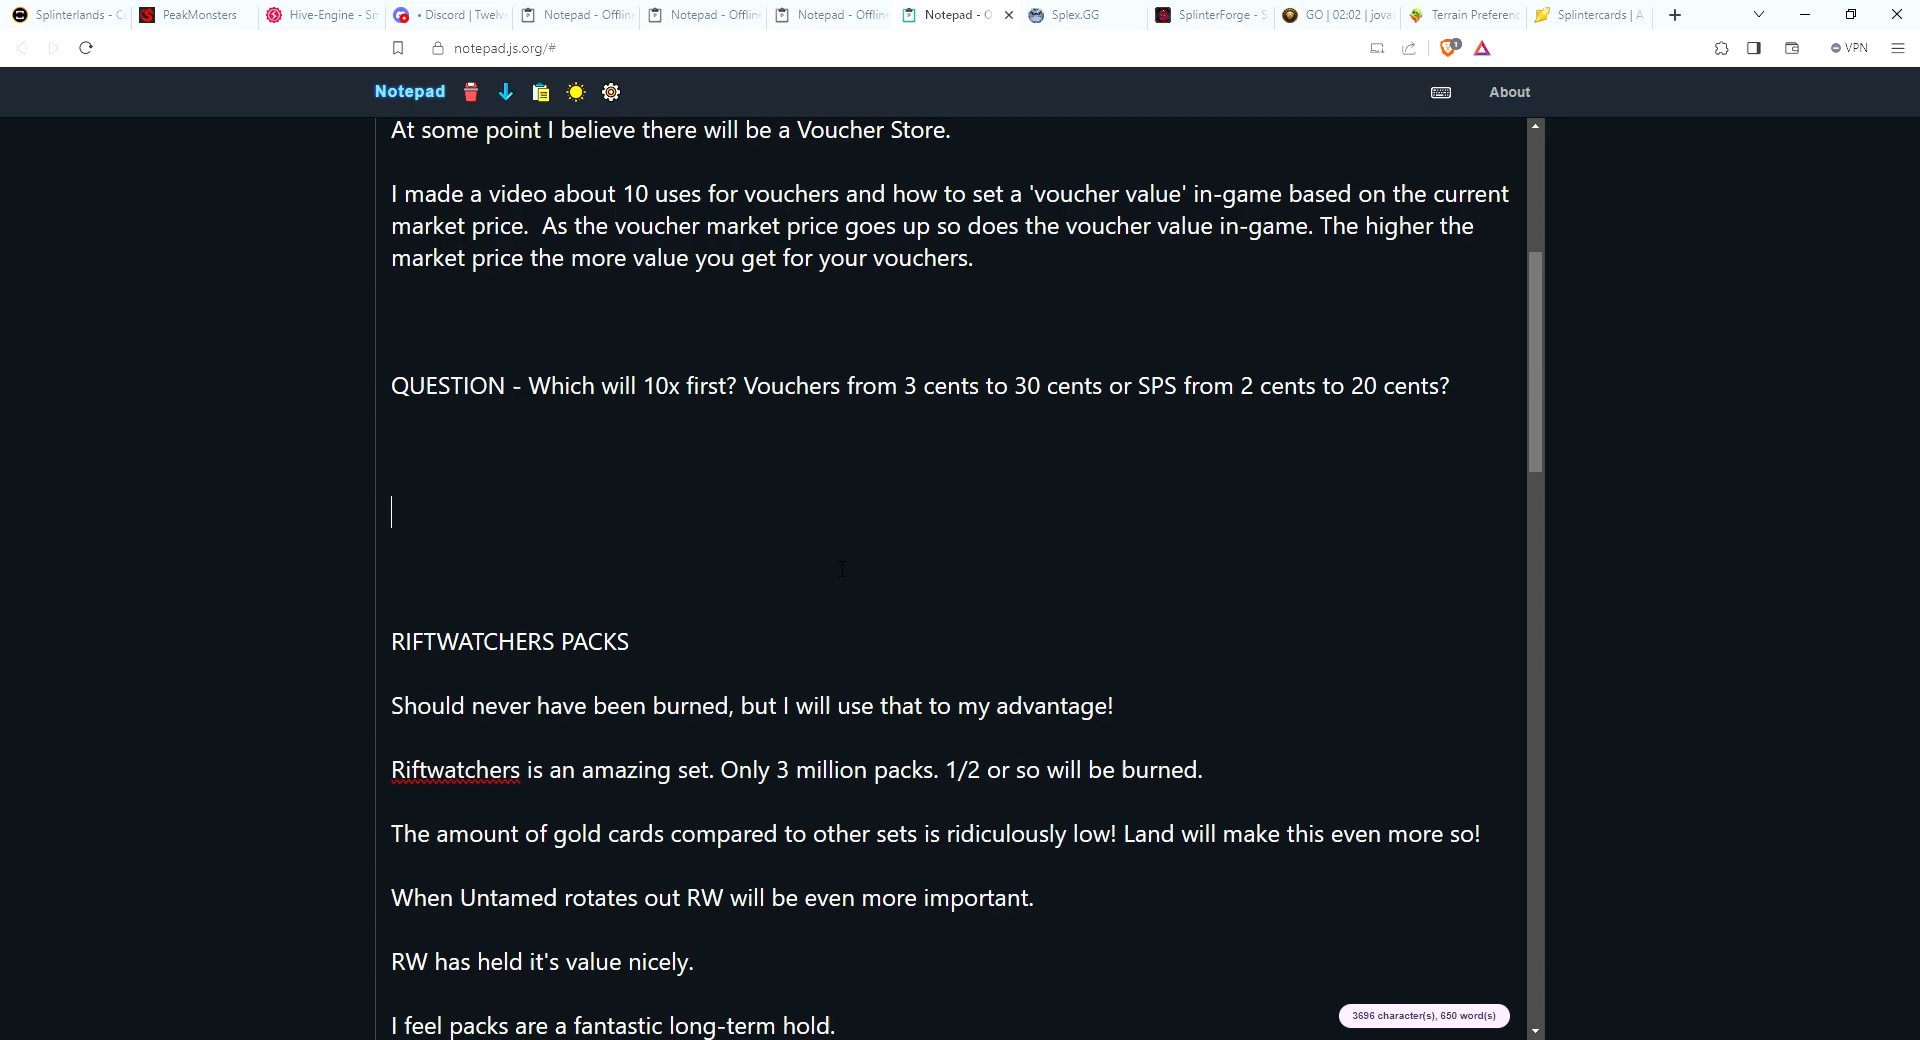 Splinterlands - C
PeakMonsters
Hive-Engine - Sm
• Discord | Twelv
Notepad - Offlin
Notepad - Offlin
Notepad - Offlin
Notepad - O
Splex.GG
SplinterForge - S
GO | 02:02 | jova
Terrain Preferenc
Splintercards | A
notepad.js.org/#
1
VPN
Notepad
About
At some point I believe there will be a Voucher Store.
I made a video about 10 uses for vouchers and how to set a 'voucher value' in-game based on the current
market price.  As the voucher market price goes up so does the voucher value in-game. The higher the
market price the more value you get for your vouchers.
QUESTION - Which will 10x first? Vouchers from 3 cents to 30 cents or SPS from 2 cents to 20 cents?
RIFTWATCHERS PACKS
Should never have been burned, but I will use that to my advantage!
Riftwatchers is an amazing set. Only 3 million packs. 1/2 or so will be burned.
The amount of gold cards compared to other sets is ridiculously low! Land will make this even more so!
When Untamed rotates out RW will be even more important.
RW has held it's value nicely.
I feel packs are a fantastic long-term hold.
3696 character(s), 650 word(s)